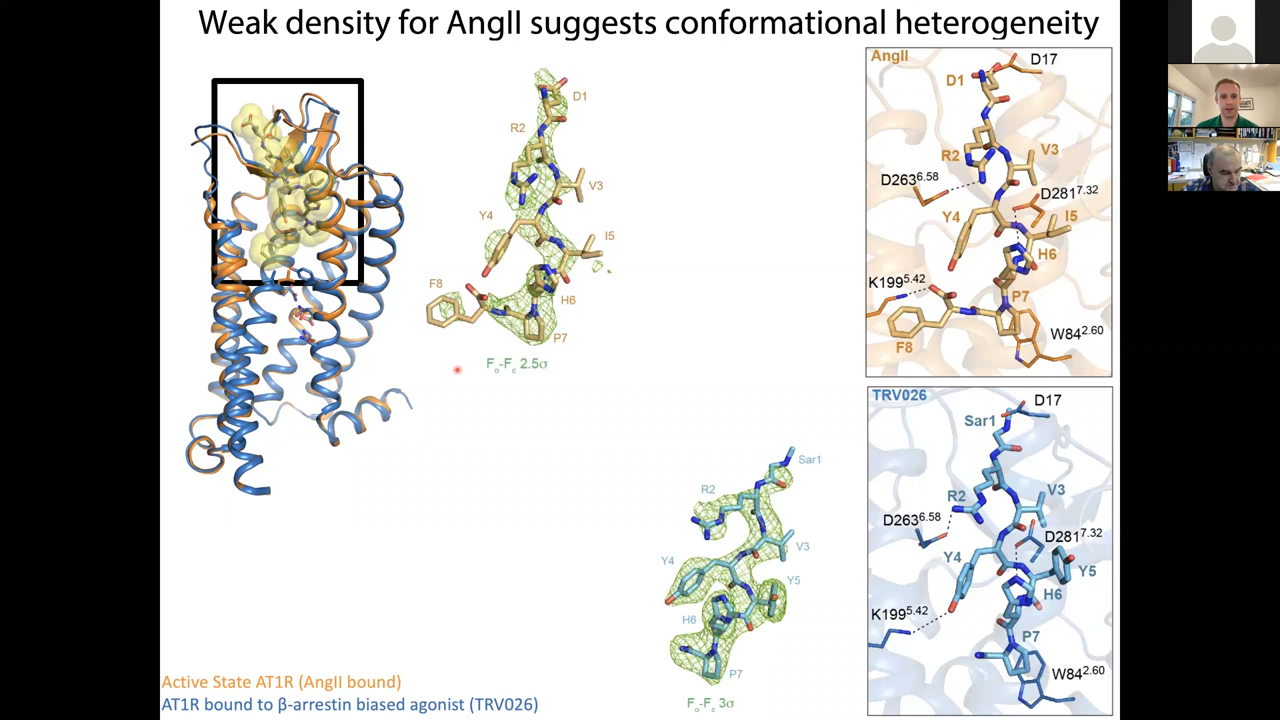 Weak density for AngII suggests conformational heterogeneity
D1
R2
V3
Y4
I5
F8
H6
P7
Fo-Fc 2.5σ
AngII
D17
D1
R2
V3
D263^6.58
D281^7.32
Y4
I5
H6
K199^5.42
P7
F8
W84^2.60
Sar1
R2
V3
Y4
Y5
H6
P7
Fo-Fc 3σ
TRV026
D17
Sar1
R2
V3
D263^6.58
D281^7.32
Y4
Y5
H6
K199^5.42
P7
W84^2.60
Active State AT1R (AngII bound)
AT1R bound to β-arrestin biased agonist (TRV026)